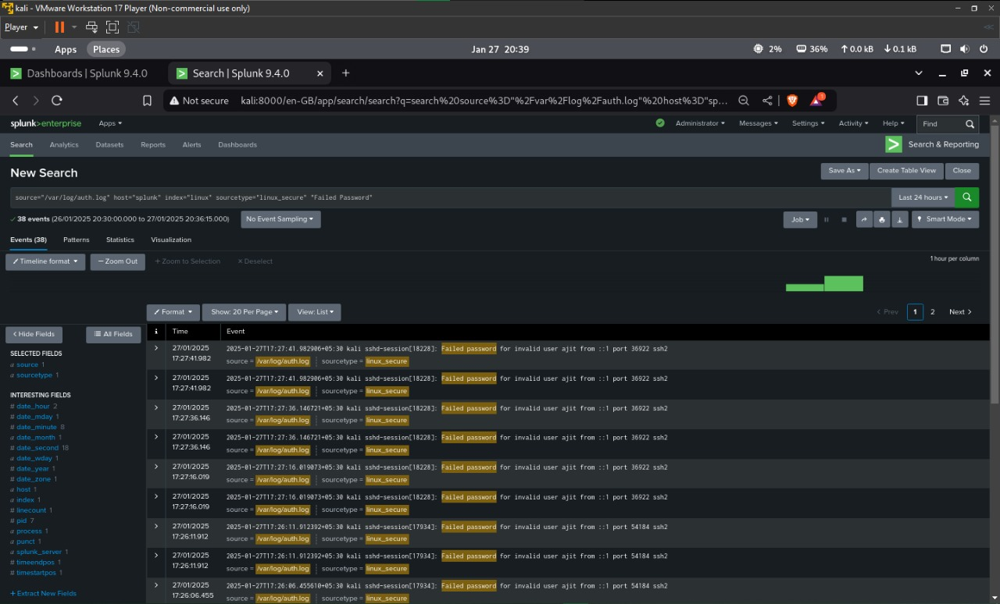 kali - VMware Workstation 17 Player (Non-commercial use only)
Player
Apps Places Jan 27 20:39 2% 36% 0.0 kB 0.1 kB
Dashboards | Splunk 9.4.0 Search | Splunk 9.4.0
Not secure kali:8000/en-GB/app/search/search?q=search%20source%3D"%2Fvar%2Flog%2Fauth.log"%20host%3D"sp... 1
splunk>enterprise Apps Administrator Messages Settings Activity Help Find
Search Analytics Datasets Reports Alerts Dashboards Search & Reporting
New Search Save As Create Table View Close
source="/var/log/auth.log" host="splunk" index="linux" sourcetype="linux_secure" "Failed Password" Last 24 hours
38 events (26/01/2025 20:30:00.000 to 27/01/2025 20:36:15.000) No Event Sampling Job Smart Mode
Events (38) Patterns Statistics Visualization
Timeline format Zoom Out Zoom to Selection Deselect 1 hour per column
Format Show: 20 Per Page View: List Prev 1 2 Next
Hide Fields All Fields
SELECTED FIELDS
a source 1
a sourcetype 1
INTERESTING FIELDS
# date_hour 2
# date_mday 1
# date_minute 8
a date_month 1
# date_second 18
a date_wday 1
# date_year 1
a date_zone 1
a host 1
a index 1
# linecount 1
# pid 7
a process 1
a punct 1
a splunk_server 1
# timeendpos 1
# timestartpos 1
+ Extract New Fields
i Time Event
27/01/2025 2025-01-27T17:27:41.982906+05:30 kali sshd-session[18228]: Failed password for invalid user ajit from ::1 port 36922 ssh2
17:27:41.982 source = /var/log/auth.log sourcetype = linux_secure
27/01/2025 2025-01-27T17:27:41.982906+05:30 kali sshd-session[18228]: Failed password for invalid user ajit from ::1 port 36922 ssh2
17:27:41.982 source = /var/log/auth.log sourcetype = linux_secure
27/01/2025 2025-01-27T17:27:36.146721+05:30 kali sshd-session[18228]: Failed password for invalid user ajit from ::1 port 36922 ssh2
17:27:36.146 source = /var/log/auth.log sourcetype = linux_secure
27/01/2025 2025-01-27T17:27:36.146721+05:30 kali sshd-session[18228]: Failed password for invalid user ajit from ::1 port 36922 ssh2
17:27:36.146 source = /var/log/auth.log sourcetype = linux_secure
27/01/2025 2025-01-27T17:27:16.019073+05:30 kali sshd-session[18228]: Failed password for invalid user ajit from ::1 port 36922 ssh2
17:27:16.019 source = /var/log/auth.log sourcetype = linux_secure
27/01/2025 2025-01-27T17:27:16.019073+05:30 kali sshd-session[18228]: Failed password for invalid user ajit from ::1 port 36922 ssh2
17:27:16.019 source = /var/log/auth.log sourcetype = linux_secure
27/01/2025 2025-01-27T17:26:11.912392+05:30 kali sshd-session[17934]: Failed password for invalid user ajit from ::1 port 54184 ssh2
17:26:11.912 source = /var/log/auth.log sourcetype = linux_secure
27/01/2025 2025-01-27T17:26:11.912392+05:30 kali sshd-session[17934]: Failed password for invalid user ajit from ::1 port 54184 ssh2
17:26:11.912 source = /var/log/auth.log sourcetype = linux_secure
27/01/2025 2025-01-27T17:26:06.455610+05:30 kali sshd-session[17934]: Failed password for invalid user ajit from ::1 port 54184 ssh2
17:26:06.455 source = /var/log/auth.log sourcetype = linux_secure